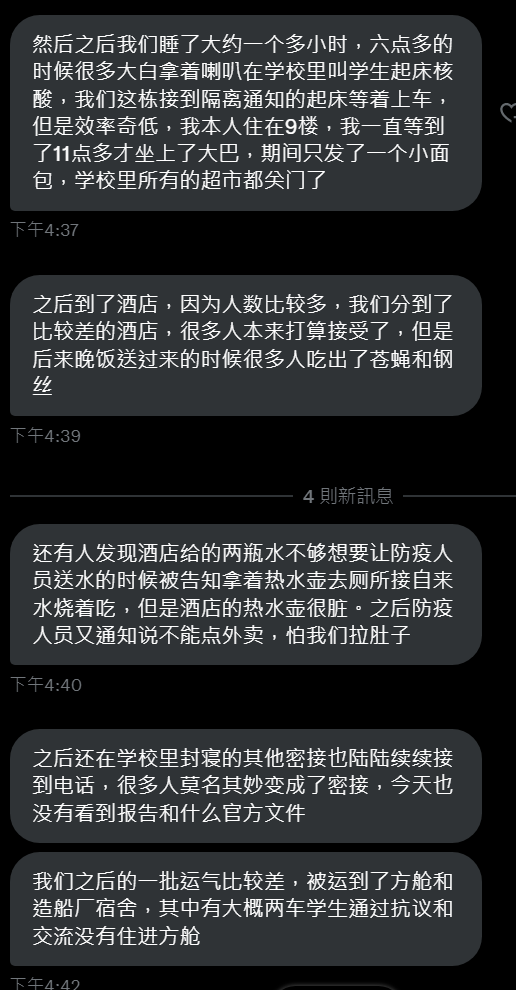 然后之后我们睡了大约一个多小时，六点多的
时候很多大白拿着喇叭在学校里叫学生起床核
酸，我们这栋接到隔离通知的起床等着上车，
但是效率奇低，我本人住在9楼，我一直等到
了11点多才坐上了大巴，期间只发了一个小面
包，学校里所有的超市都关门了
下午4:37
之后到了酒店，因为人数比较多，我们分到了
比较差的酒店，很多人本来打算接受了，但是
后来晚饭送过来的时候很多人吃出了苍蝇和钢
丝
下午4:39
4 則新訊息
还有人发现酒店给的两瓶水不够想要让防疫人
员送水的时候被告知拿着热水壶去厕所接自来
水烧着吃，但是酒店的热水壶很脏。之后防疫
人员又通知说不能点外卖，怕我们拉肚子
下午4:40
之后还在学校里封寝的其他密接也陆陆续续接
到电话，很多人莫名其妙变成了密接，今天也
没有看到报告和什么官方文件
我们之后的一批运气比较差，被运到了方舱和
造船厂宿舍，其中有大概两车学生通过抗议和
交流没有住进方舱
下午4:42